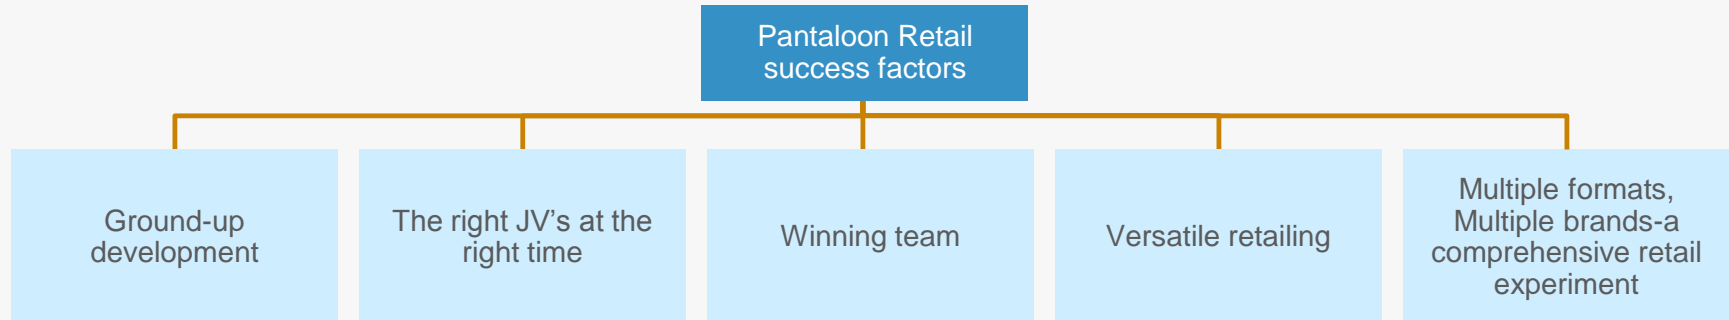 Pantaloon Retail
success factors
Ground-up
development
The right JV’s at the
right time
Winning team
Versatile retailing
Multiple formats,
Multiple brands-a
comprehensive retail
experiment